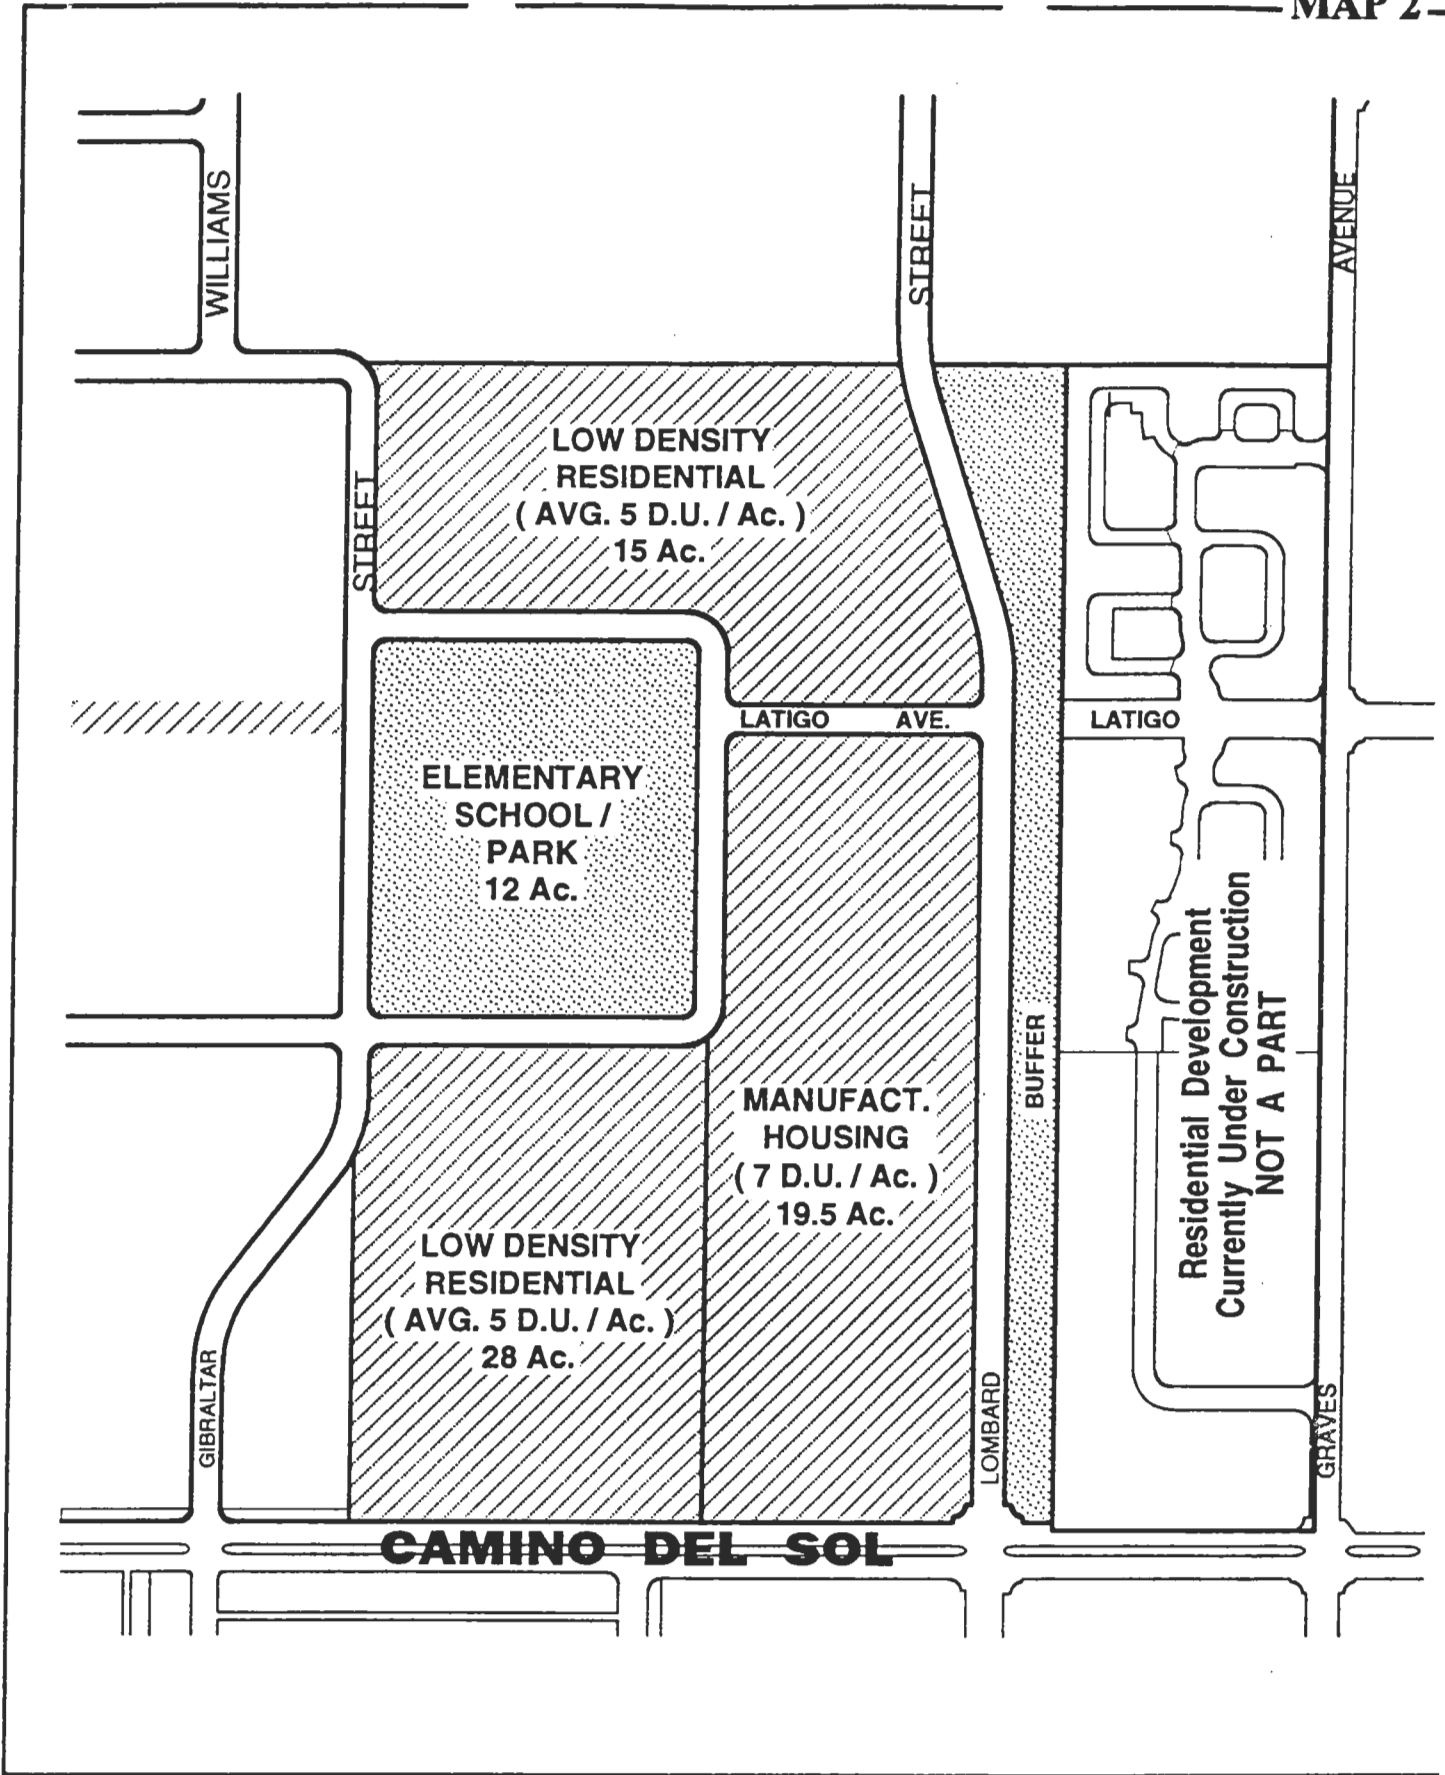 MAP 2
WILLIAMS
STREET
STREET
AVENUE
LOW DENSITY
RESIDENTIAL
( AVG. 5 D.U. / Ac. )
15 Ac.
LATIGO AVE.
LATIGO
ELEMENTARY
SCHOOL /
PARK
12 Ac.
BUFFER
MANUFACT.
HOUSING
( 7 D.U. / Ac. )
19.5 Ac.
Residential Development
Currently Under Construction
NOT A PART
LOW DENSITY
RESIDENTIAL
( AVG. 5 D.U. / Ac. )
28 Ac.
GIBRALTAR
LOMBARD
GRAVES
CAMINO DEL SOL